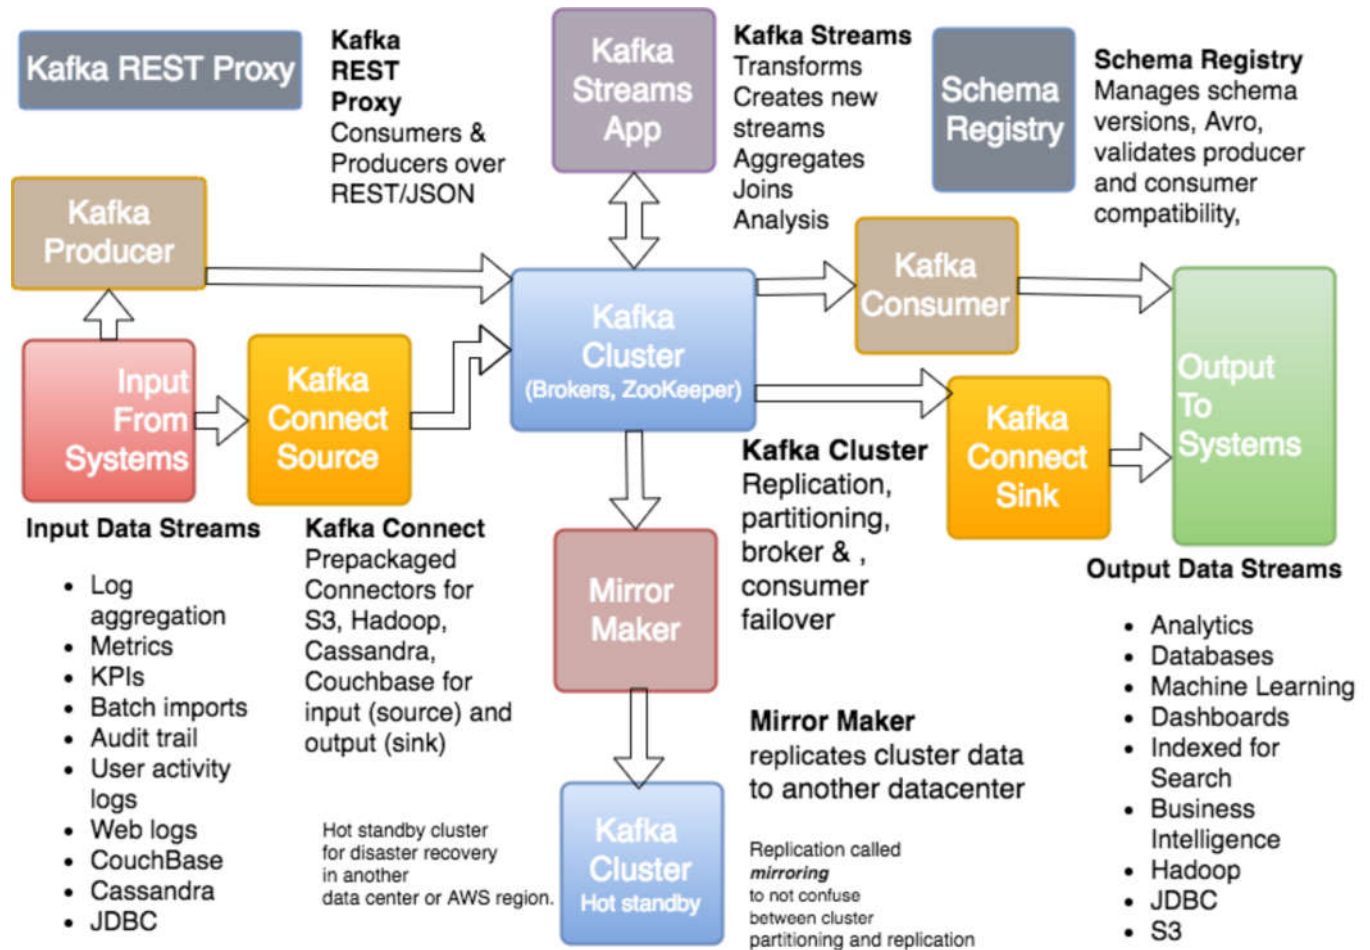 Kafka REST Proxy
Kafka
REST
Proxy
Consumers &
Producers over
REST/JSON
Kafka
Streams
App
Kafka Streams
Transforms
Creates new
streams
Aggregates
Joins
Analysis
Schema
Registry
Schema Registry
Manages schema
versions, Avro,
validates producer
and consumer
compatibility,
Kafka
Producer
Input
From
Systems
Kafka
Connect
Source
Kafka
Cluster
(Brokers, ZooKeeper)
Kafka
Consumer
Kafka
Connect
Sink
Output
To
Systems
Input Data Streams
• Log
aggregation
• Metrics
• KPIs
• Batch imports
• Audit trail
• User activity
logs
• Web logs
• CouchBase
• Cassandra
• JDBC
Kafka Connect
Prepackaged
Connectors for
S3, Hadoop,
Cassandra,
Couchbase for
input (source) and
output (sink)
Kafka Cluster
Replication,
partitioning,
broker & ,
consumer
failover
Mirror
Maker
Mirror Maker
replicates cluster data
to another datacenter
Hot standby cluster
for disaster recovery
in another
data center or AWS region.
Kafka
Cluster
Hot standby
Replication called
mirroring
to not confuse
between cluster
partitioning and replication
Output Data Streams
• Analytics
• Databases
• Machine Learning
• Dashboards
• Indexed for
Search
• Business
Intelligence
• Hadoop
• JDBC
• S3